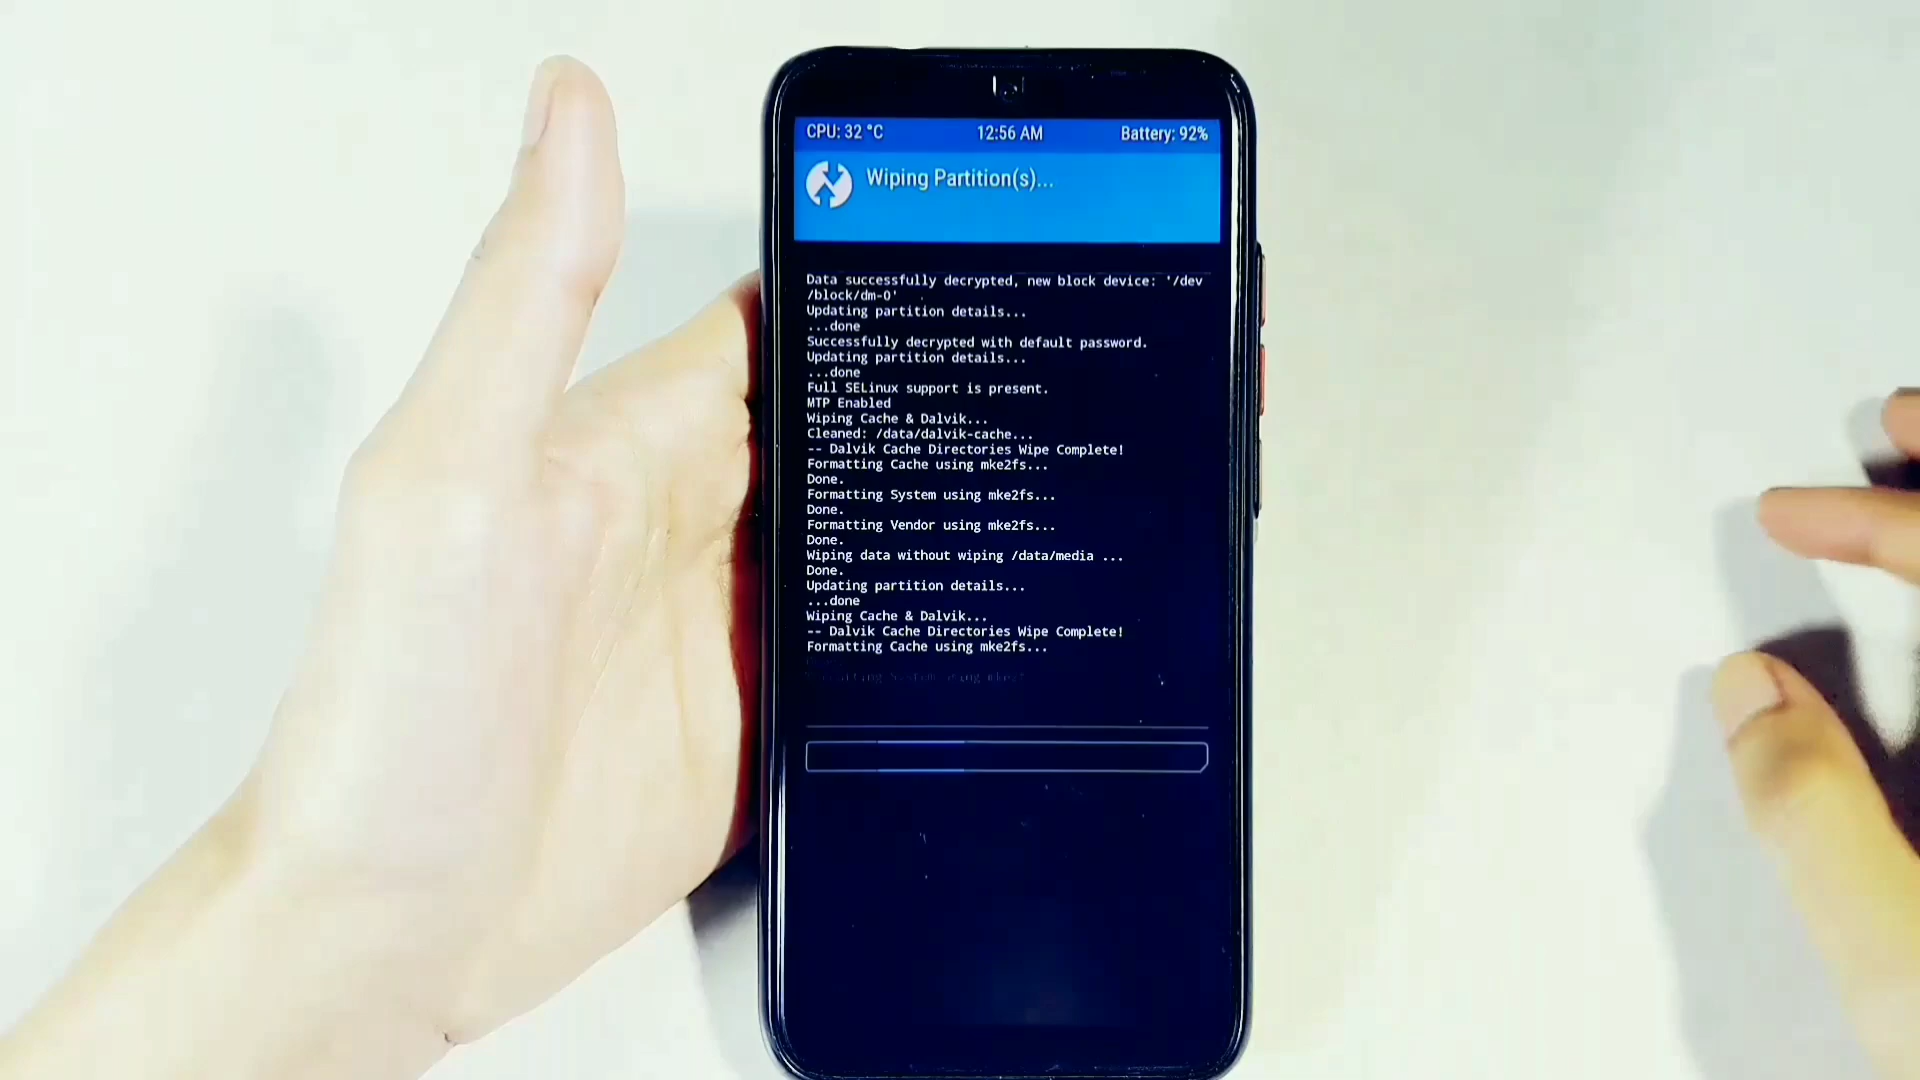 CPU: 32 °C
12:56 AM
Battery: 92%
Wiping Partition(s)...
Data successfully decrypted, new block device: '/dev
/block/dm-0'
Updating partition details...
...done
Successfully decrypted with default password.
Updating partition details...
...done
Full SELinux support is present.
MTP Enabled
Wiping Cache & Dalvik...
Cleaned: /data/dalvik-cache...
-- Dalvik Cache Directories Wipe Complete!
Formatting Cache using mke2fs...
Done.
Formatting System using mke2fs...
Done.
Formatting Vendor using mke2fs...
Done.
Wiping data without wiping /data/media ...
Done.
Updating partition details...
...done
Wiping Cache & Dalvik...
-- Dalvik Cache Directories Wipe Complete!
Formatting Cache using mke2fs...